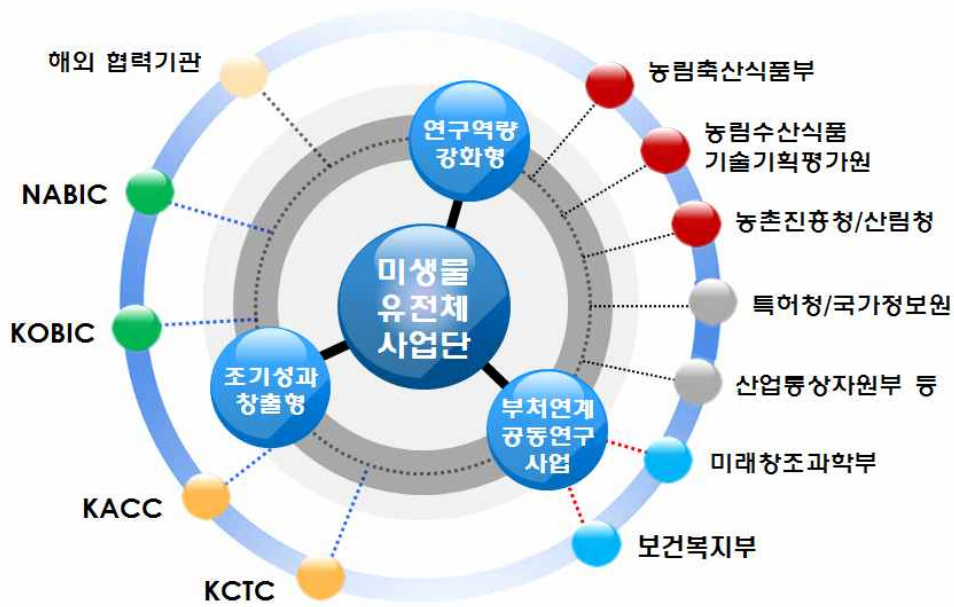 해외 협력기관
NABIC
KOBIC
KACC
KCTC
연구역량
강화형
미생물
유전체
사업단
조기성과
창출형
부처연계
공동연구
사업
농림축산식품부
농림수산식품
기술기획평가원
농촌진흥청/산림청
특허청/국가정보원
산업통상자원부 등
미래창조과학부
보건복지부